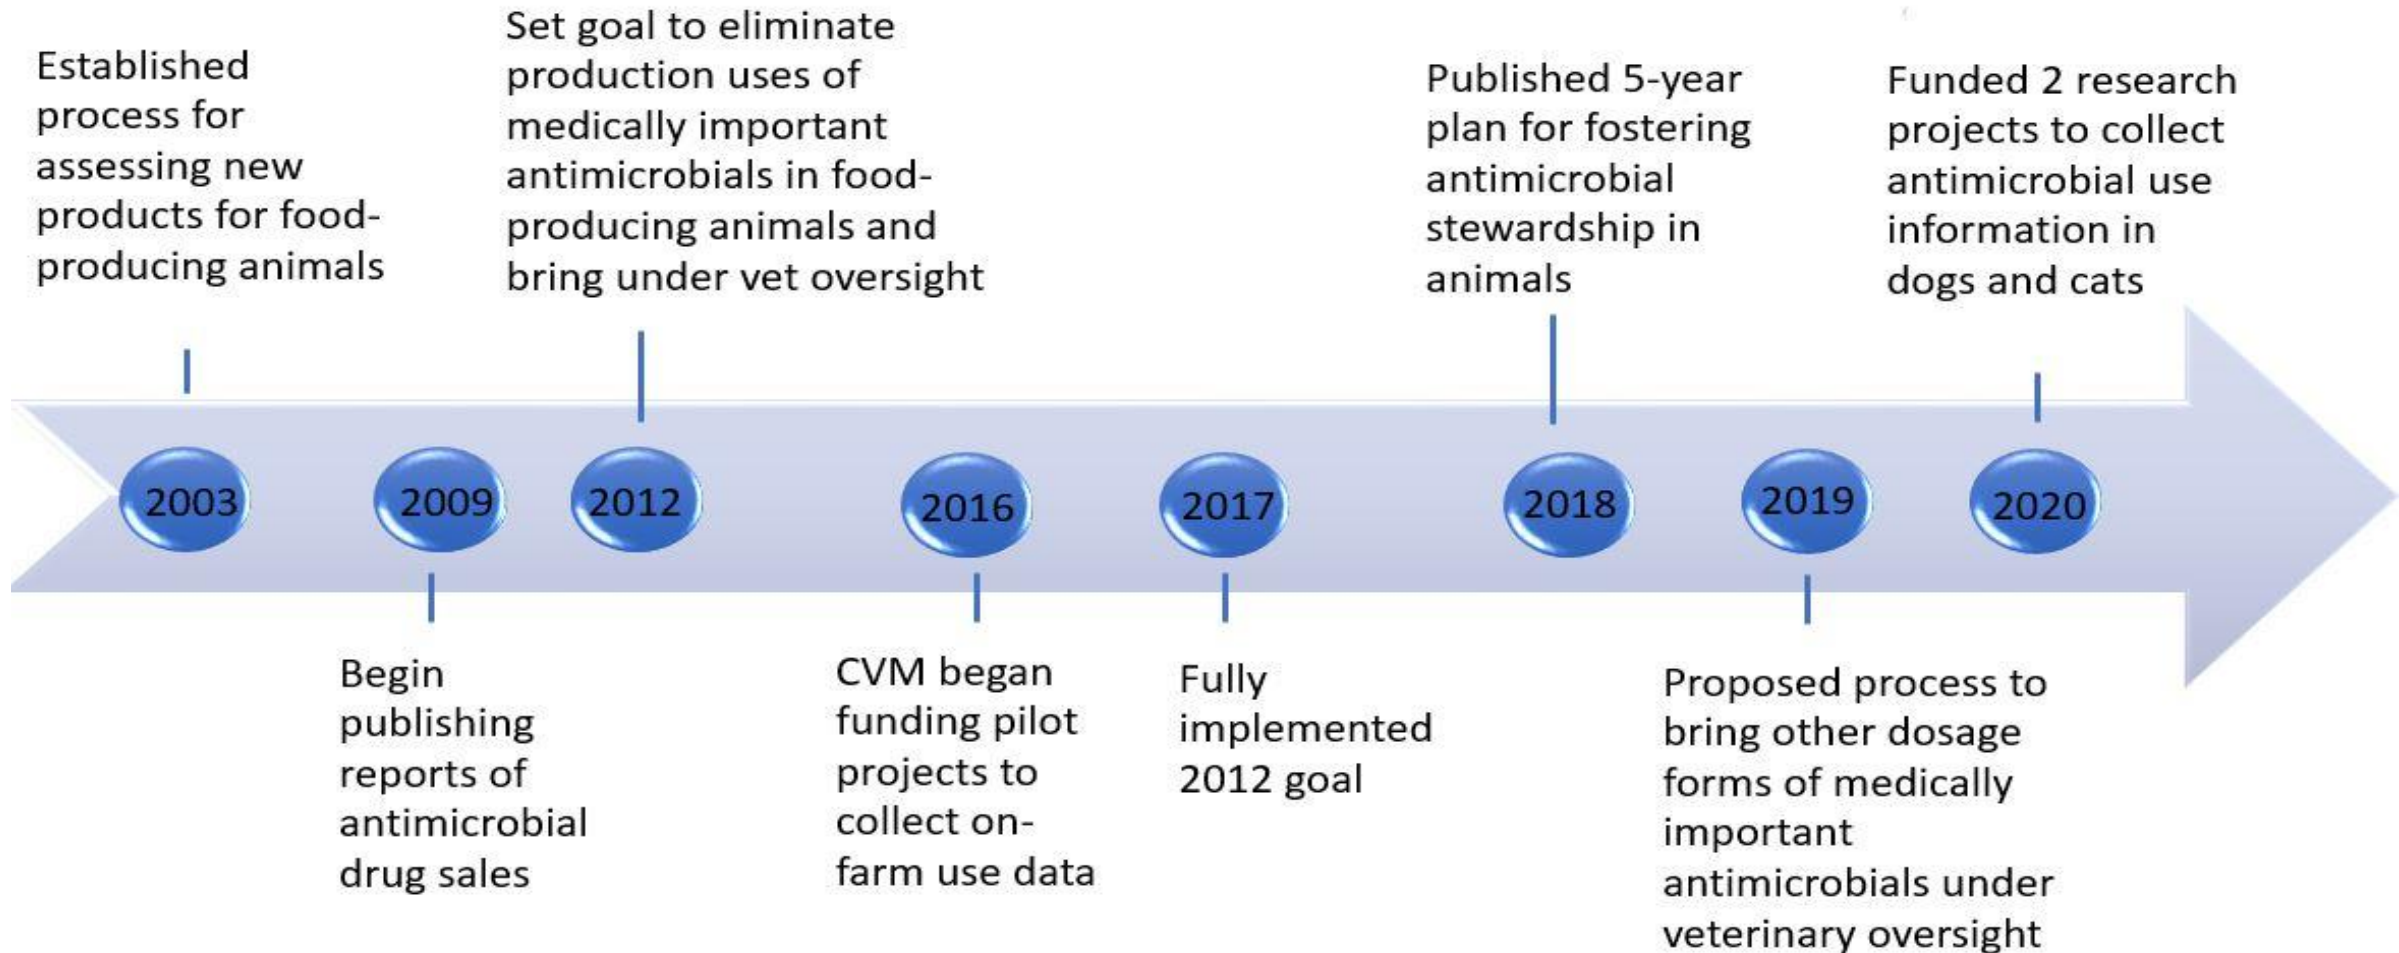 Established
process for
assessing new
products for food-
producing animals
Set goal to eliminate
production uses of
medically important
antimicrobials in food-
producing animals and
bring under vet oversight
Published 5-year
plan for fostering
antimicrobial
stewardship in
animals
Funded 2 research
projects to collect
antimicrobial use
information in
dogs and cats
2003
2009
2012
2016
2017
2018
2019
2020
Begin
publishing
reports of
antimicrobial
drug sales
CVM began
funding pilot
projects to
collect on-
farm use data
Fully
implemented
2012 goal
Proposed process to
bring other dosage
forms of medically
important
antimicrobials under
veterinary oversight